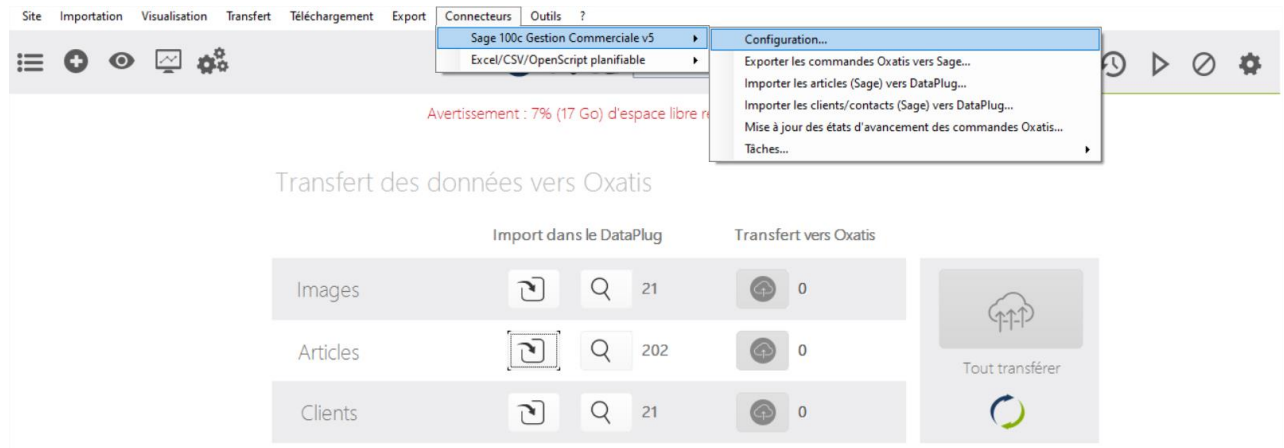 Site Importation Visualisation Transfert Téléchargement Export Connecteurs Outils ?
Sage 100c Gestion Commerciale v5
Excel/CSV/OpenScript planifiable
Configuration...
Exporter les commandes Oxatis vers Sage...
Importer les articles (Sage) vers DataPlug...
Importer les clients/contacts (Sage) vers DataPlug...
Mise à jour des états d'avancement des commandes Oxatis...
Tâches...
Avertissement : 7% (17 Go) d'espace libre
Transfert des données vers Oxatis
Import dans le DataPlug Transfert vers Oxatis
Images 21 0
Articles 202 0
Clients 21 0
Tout transférer